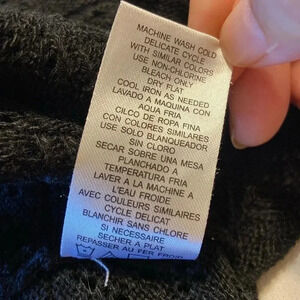 MACHINE WASH COLD
DELICATE CYCLE
WITH SIMILAR COLORS
USE NON-CHLORINE
BLEACH ONLY
DRY FLAT
COOL IRON AS NEEDED
LAVADO A MAQUINA CON
AQUA FRIA
CILCO DE ROPA FINA
CON COLORES SIMILARES
USE SOLO BLANQUEADOR
SIN CLORO
SECAR SOBRE UNA MESA
PLANCHADO A
TEMPERATURA FRIA
LAVER A LA MACHINE A
L'EAU FROIDE
AVEC COULEURS SIMILAIRES
CYCLE DELICAT
BLANCHIR SANS CHLORE
SI NECESSAIRE
SECHER A PLAT
REPASSER AU FER FROID